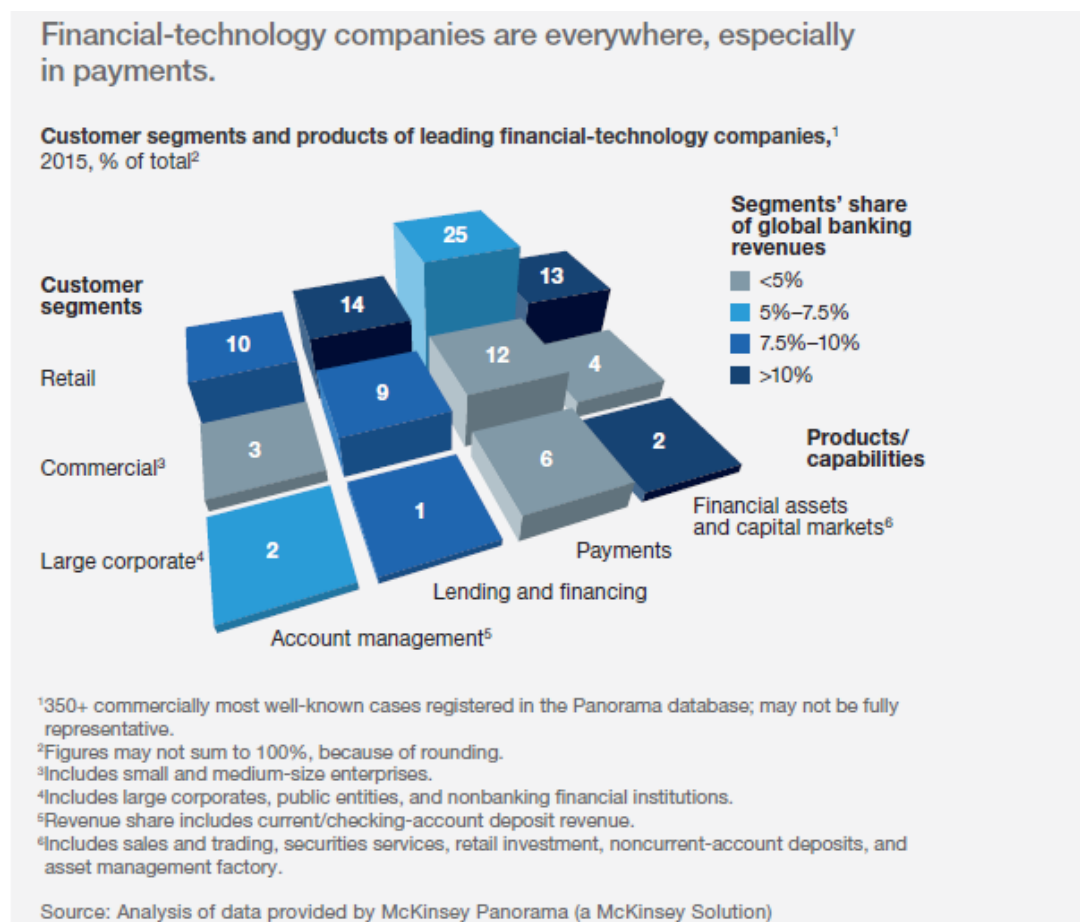 Financial-technology companies are everywhere, especially
in payments.
Customer segments and products of leading financial-technology companies,¹
2015, % of total²
Segments' share
of global banking
revenues
<5%
5%–7.5%
7.5%–10%
>10%
Customer
segments
Retail
Commercial³
Large corporate⁴
10
14
25
13
3
9
12
4
2
1
6
2
Products/
capabilities
Financial assets
and capital markets⁶
Payments
Lending and financing
Account management⁵
¹350+ commercially most well-known cases registered in the Panorama database; may not be fully
representative.
²Figures may not sum to 100%, because of rounding.
³Includes small and medium-size enterprises.
⁴Includes large corporates, public entities, and nonbanking financial institutions.
⁵Revenue share includes current/checking-account deposit revenue.
⁶Includes sales and trading, securities services, retail investment, noncurrent-account deposits, and
asset management factory.
Source: Analysis of data provided by McKinsey Panorama (a McKinsey Solution)